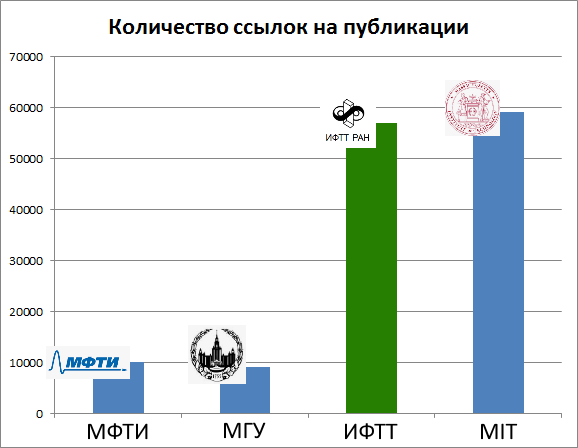 Количество ссылок на публикации
70000
60000
50000
40000
30000
20000
10000
0
ИФТТ РАН
МФТИ
МФТИ
МГУ
ИФТТ
MIT